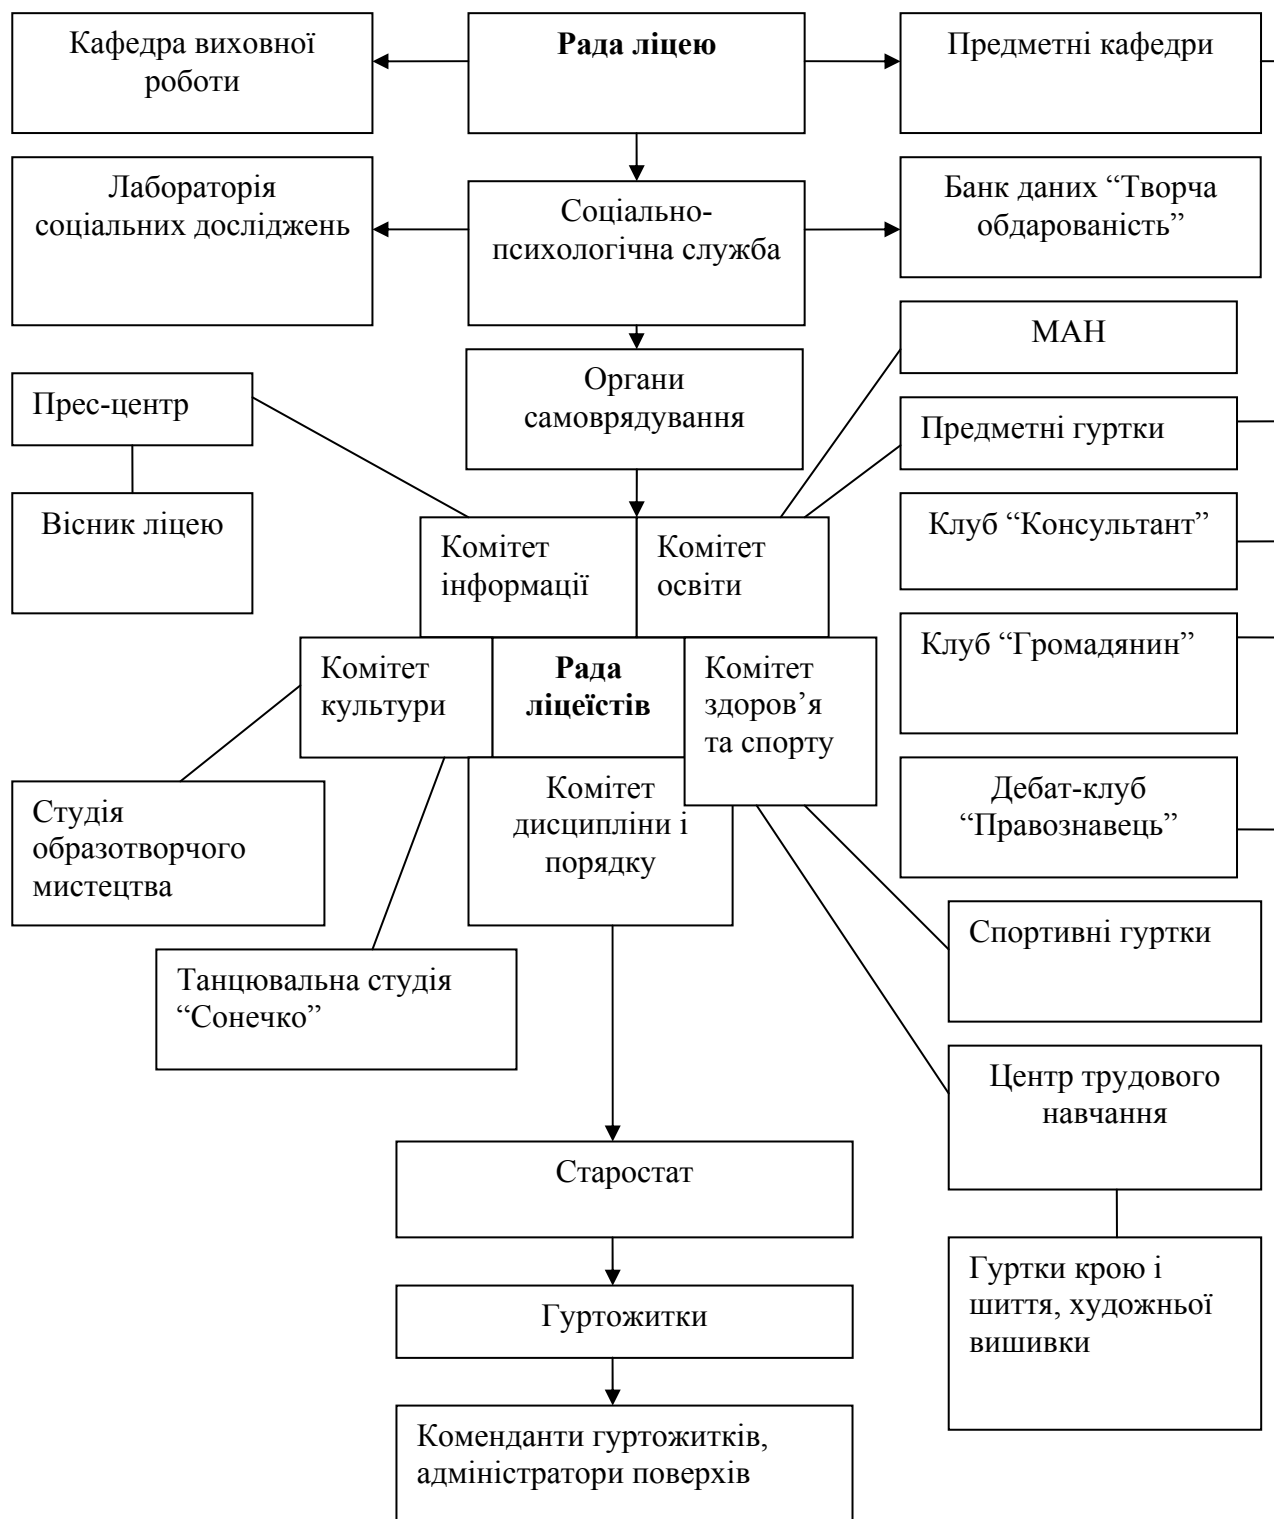 Кафедра виховної
роботи
Рада ліцею
Предметні кафедри
Лабораторія
соціальних досліджень
Соціально-
психологічна служба
Банк даних “Творча
обдарованість”
МАН
Органи
самоврядування
Прес-центр
Предметні гуртки
Вісник ліцею
Клуб “Консультант”
Комітет
інформації
Комітет
освіти
Клуб “Громадянин”
Комітет
культури
Рада
ліцеїстів
Комітет
здоров’я
та спорту
Комітет
дисципліни і
порядку
Дебат-клуб
“Правознавець”
Студія
образотворчого
мистецтва
Спортивні гуртки
Танцювальна студія
“Сонечко”
Центр трудового
навчання
Старостат
Гуртки крою і
шиття, художньої
вишивки
Гуртожитки
Коменданти гуртожитків,
адміністратори поверхів